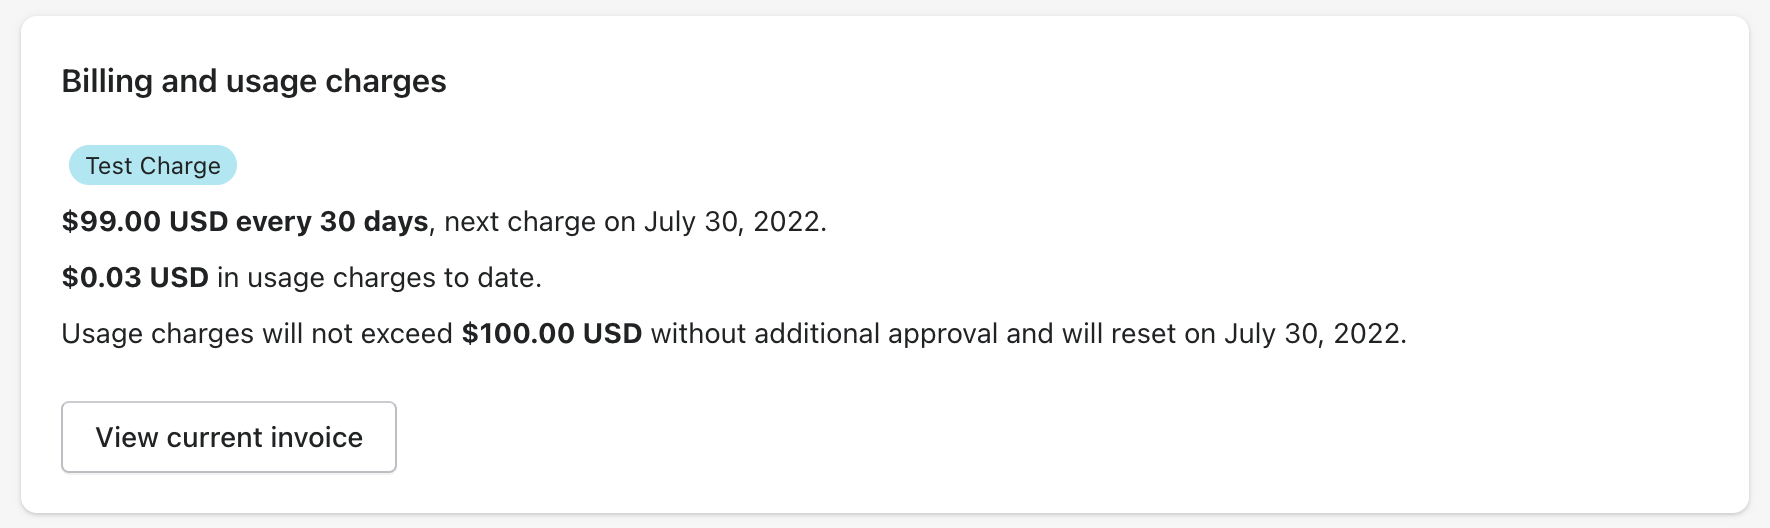 Billing and usage charges
Test Charge
$99.00 USD every 30 days, next charge on July 30, 2022.
$0.03 USD in usage charges to date.
Usage charges will not exceed $100.00 USD without additional approval and will reset on July 30, 2022.
View current invoice